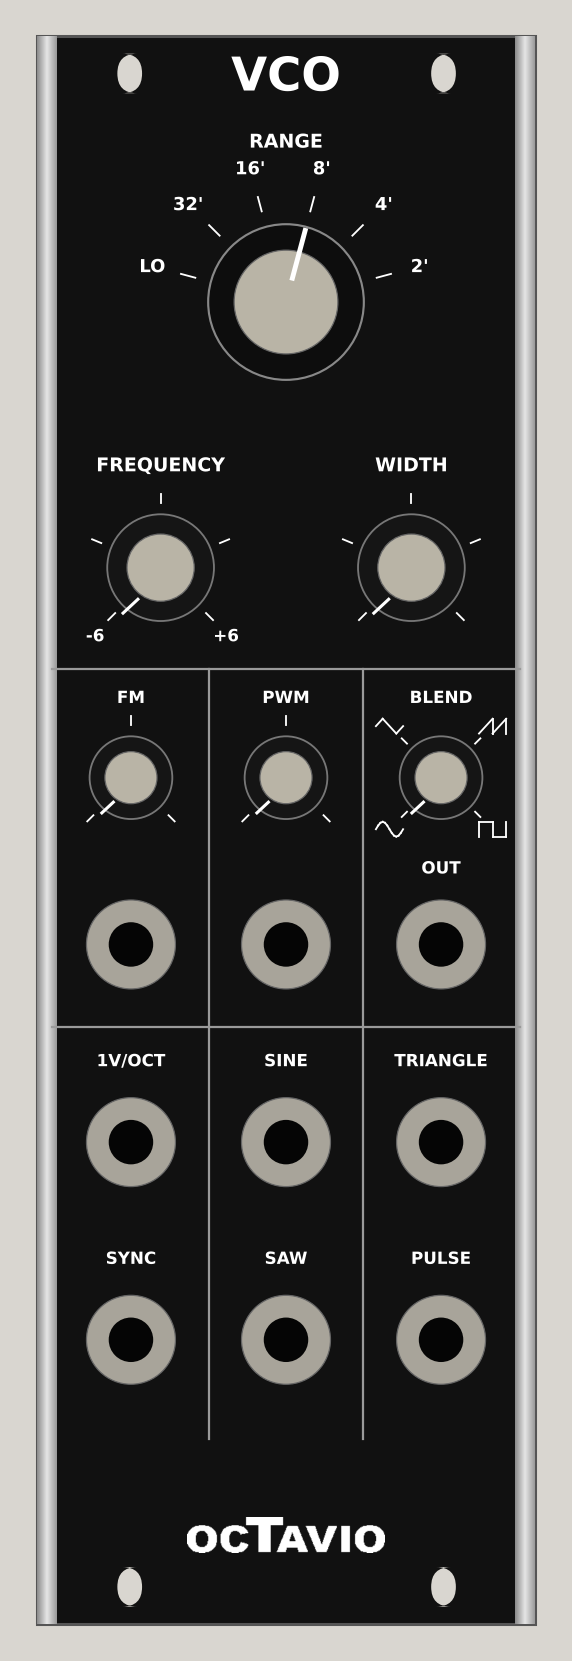 VCO
RANGE
16' 8'
32' 4'
LO 2'
FREQUENCY WIDTH
-6 +6
FM PWM BLEND
OUT
1V/OCT SINE TRIANGLE
SYNC SAW PULSE
OCTAVIO